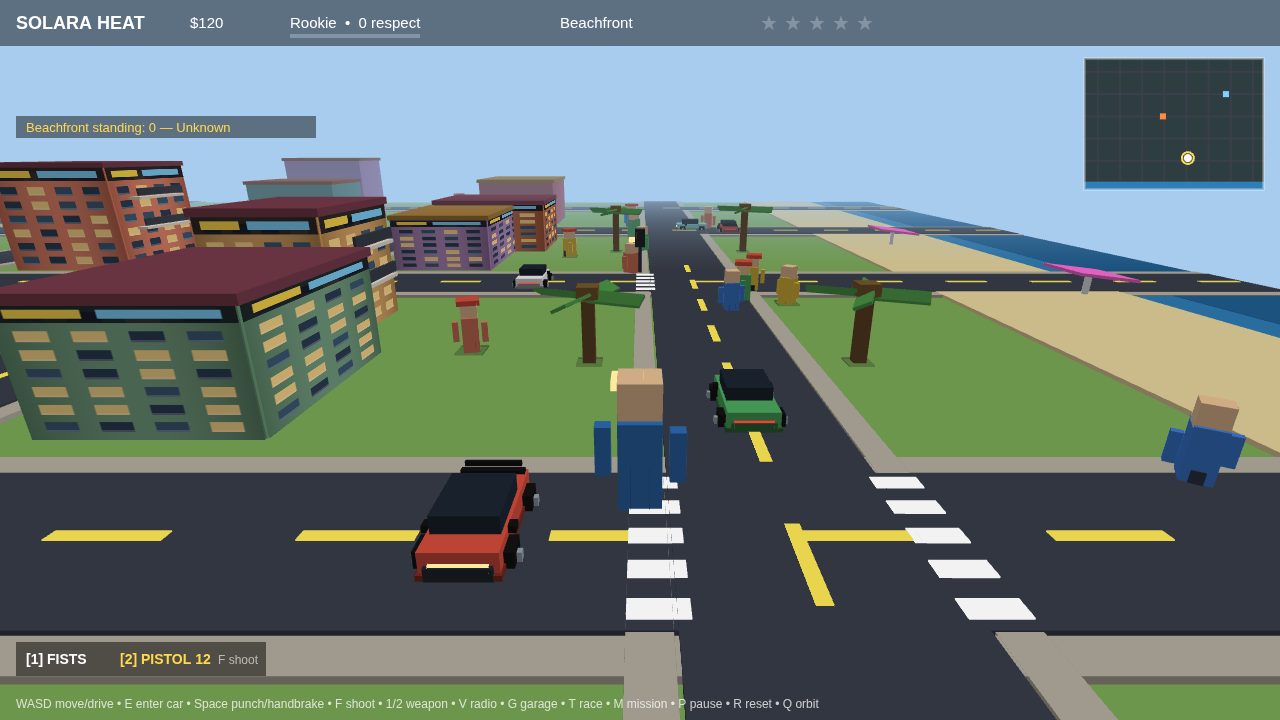 SOLARA HEAT $120 Rookie • 0 respect Beachfront ★ ★ ★ ★ ★
Beachfront standing: 0 — Unknown
[1] FISTS [2] PISTOL 12 F shoot
WASD move/drive • E enter car • Space punch/handbrake • F shoot • 1/2 weapon • V radio • G garage • T race • M mission • P pause • R reset • Q orbit